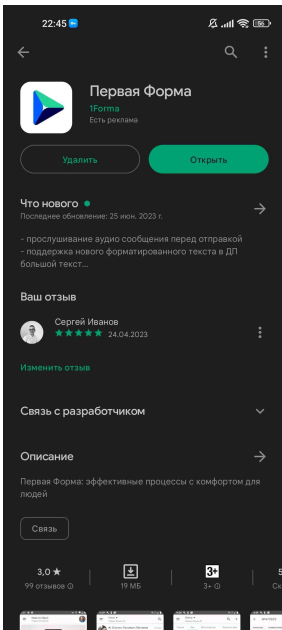 22:45
56
Первая Форма
1Forma
Есть реклама
Удалить
Открыть
Что нового
Последнее обновление: 25 июн. 2023 г.
- прослушивание аудио сообщения перед отправкой
- поддержка нового форматированного текста в ДП
большой текст...
Ваш отзыв
Сергей Иванов
★★★★★ 24.04.2023
Изменить отзыв
Связь с разработчиком
Описание
Первая Форма: эффективные процессы с комфортом для
людей
Связь
3,0 ★
99 отзывов
19 МБ
3+
3+